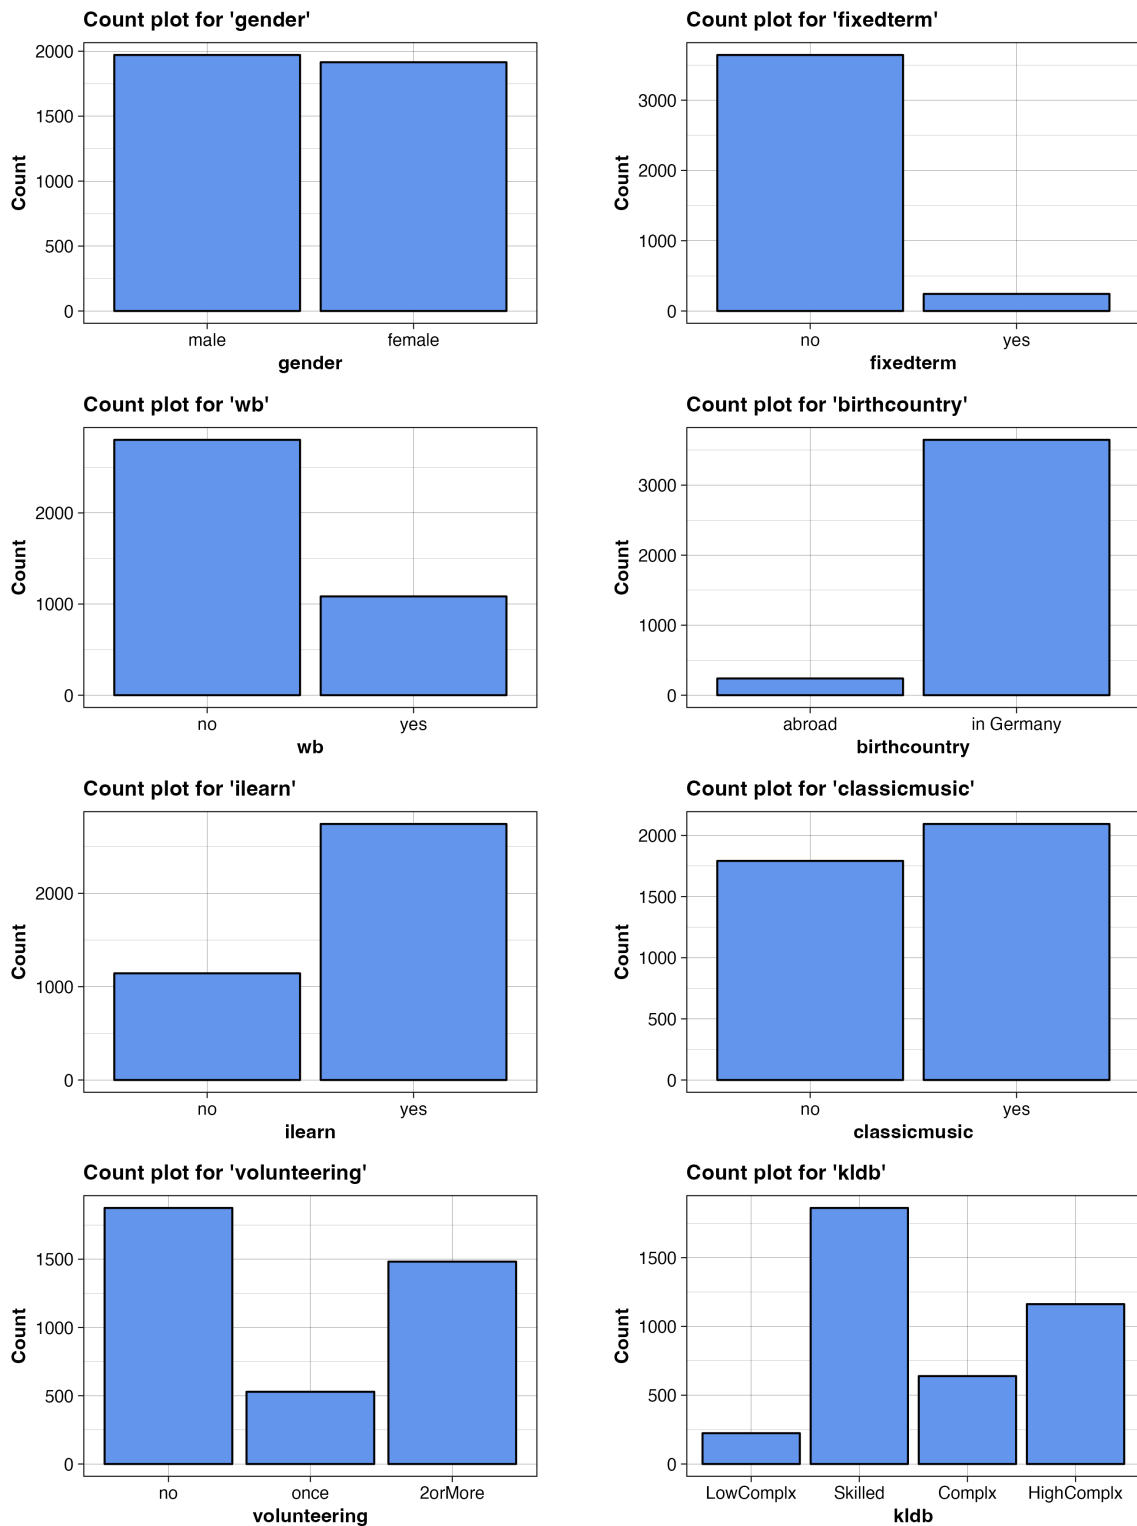 Count plot for 'gender'
2000
1500
1000
500
0
Count
male female
gender
Count plot for 'fixedterm'
3000
2000
1000
0
Count
no yes
fixedterm
Count plot for 'wb'
2000
1000
0
Count
no yes
wb
Count plot for 'birthcountry'
3000
2000
1000
0
Count
abroad in Germany
birthcountry
Count plot for 'ilearn'
2000
1000
0
Count
no yes
ilearn
Count plot for 'classicmusic'
2000
1500
1000
500
0
Count
no yes
classicmusic
Count plot for 'volunteering'
1500
1000
500
0
Count
no once 2orMore
volunteering
Count plot for 'kldb'
1500
1000
500
0
Count
LowComplx Skilled Complx HighComplx
kldb